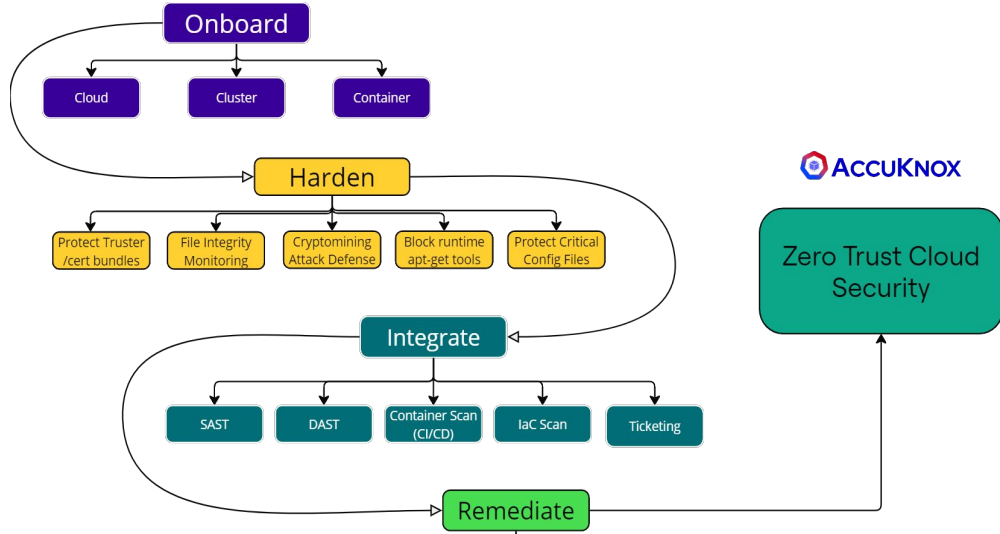 Onboard
Cloud
Cluster
Container
Harden
Protect Truster
/cert bundles
File Integrity
Monitoring
Cryptomining
Attack Defense
Block runtime
apt-get tools
Protect Critical
Config Files
ACCUKNOX
Zero Trust Cloud
Security
Integrate
SAST
DAST
Container Scan
(CI/CD)
IaC Scan
Ticketing
Remediate